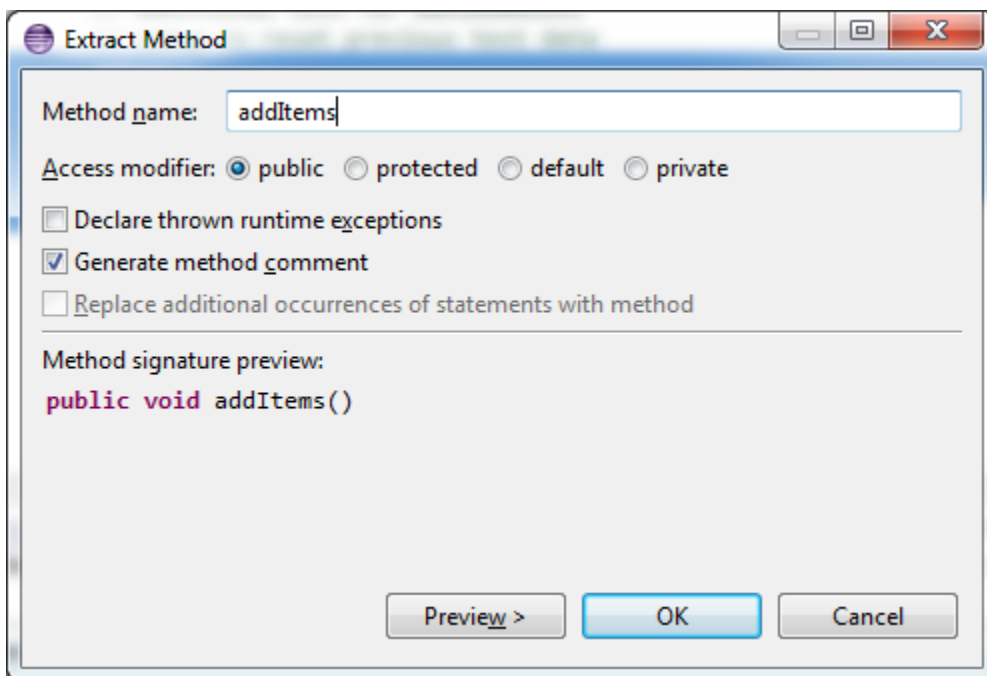 Extract Method
Method name: addItems
Access modifier: public protected default private
Declare thrown runtime exceptions
Generate method comment
Replace additional occurrences of statements with method
Method signature preview:
public void addItems()
Preview > OK Cancel